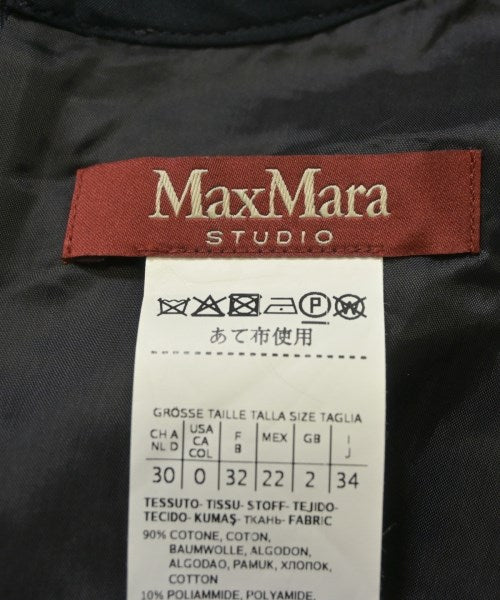 MaxMara
STUDIO
あて布使用
GRÖSSE TAILLE TALLA SIZE TAGLIA
CH A NL D USA CA COL F B MEX GB I J
30 0 32 22 2 34
TESSUTO- TISSU- STOFF- TEJIDO-
TECIDO- KUMAŞ- ТКАНЬ- FABRIC
90% COTONE, COTON,
BAUMWOLLE, ALGODON,
ALGODAO, PAMUK, ХЛОПОК,
COTTON
10% POLIAMMIDE, POLYAMIDE,